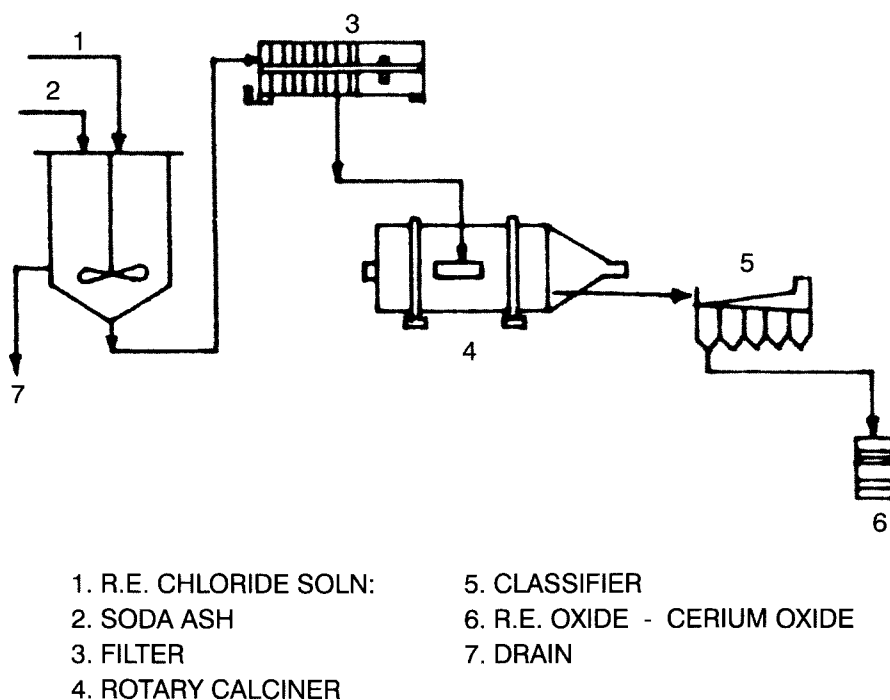 1
2
3
4
5
6
7
1. R.E. CHLORIDE SOLN:
2. SODA ASH
3. FILTER
4. ROTARY CALCINER
5. CLASSIFIER
6. R.E. OXIDE - CERIUM OXIDE
7. DRAIN